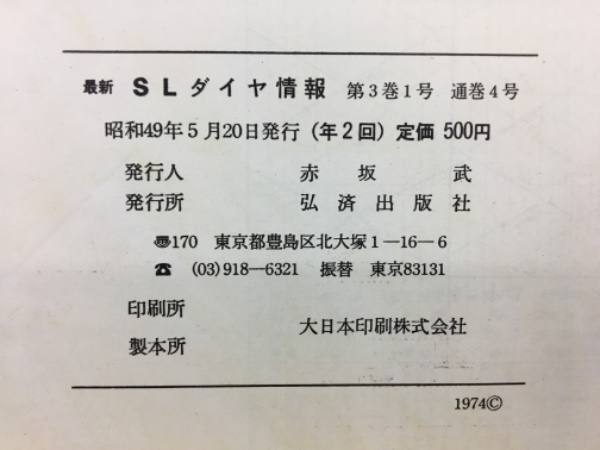 最新 SLダイヤ情報 第3巻1号 通巻4号
昭和49年5月20日発行(年2回)定価 500円
発行人 赤坂 武
発行所 弘済出版社
〠170 東京都豊島区北大塚1―16―6
☎ (03)918―6321 振替 東京83131
印刷所
大日本印刷株式会社
製本所
1974©